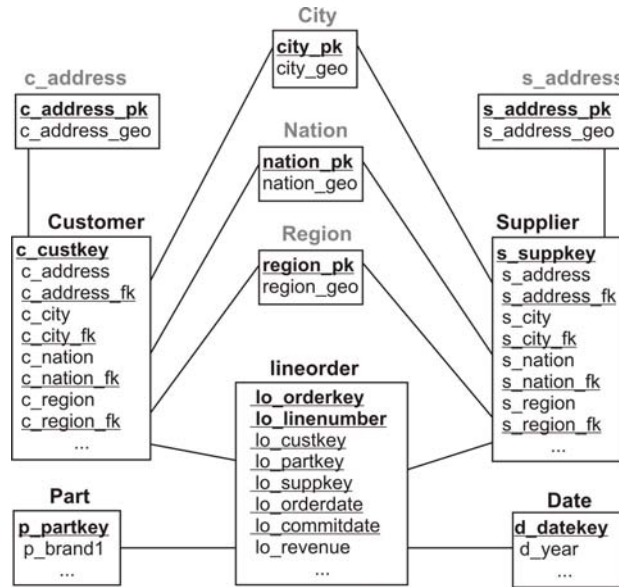 City
city_pk
city_geo
c_address
c_address_pk
c_address_geo
s_address
s_address_pk
s_address_geo
Nation
nation_pk
nation_geo
Customer
c_custkey
c_address
c_address_fk
c_city
c_city_fk
c_nation
c_nation_fk
c_region
c_region_fk
...
Region
region_pk
region_geo
Supplier
s_suppkey
s_address
s_address_fk
s_city
s_city_fk
s_nation
s_nation_fk
s_region
s_region_fk
...
lineorder
lo_orderkey
lo_linenumber
lo_custkey
lo_partkey
lo_suppkey
lo_orderdate
lo_commitdate
lo_revenue
...
Part
p_partkey
p_brand1
...
Date
d_datekey
d_year
...